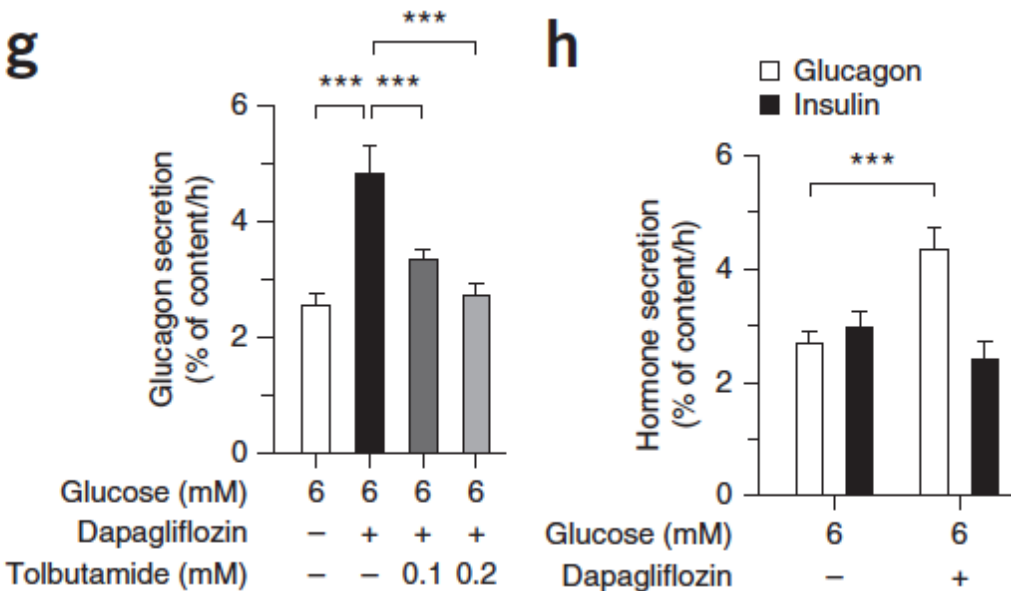 g
***
*** ***
Glucagon secretion
(% of content/h)
6
4
2
0
Glucose (mM) 6 6 6 6
Dapagliflozin – + + +
Tolbutamide (mM) – – 0.1 0.2
h
Glucagon
Insulin
***
Hormone secretion
(% of content/h)
6
4
2
0
Glucose (mM) 6 6
Dapagliflozin – +